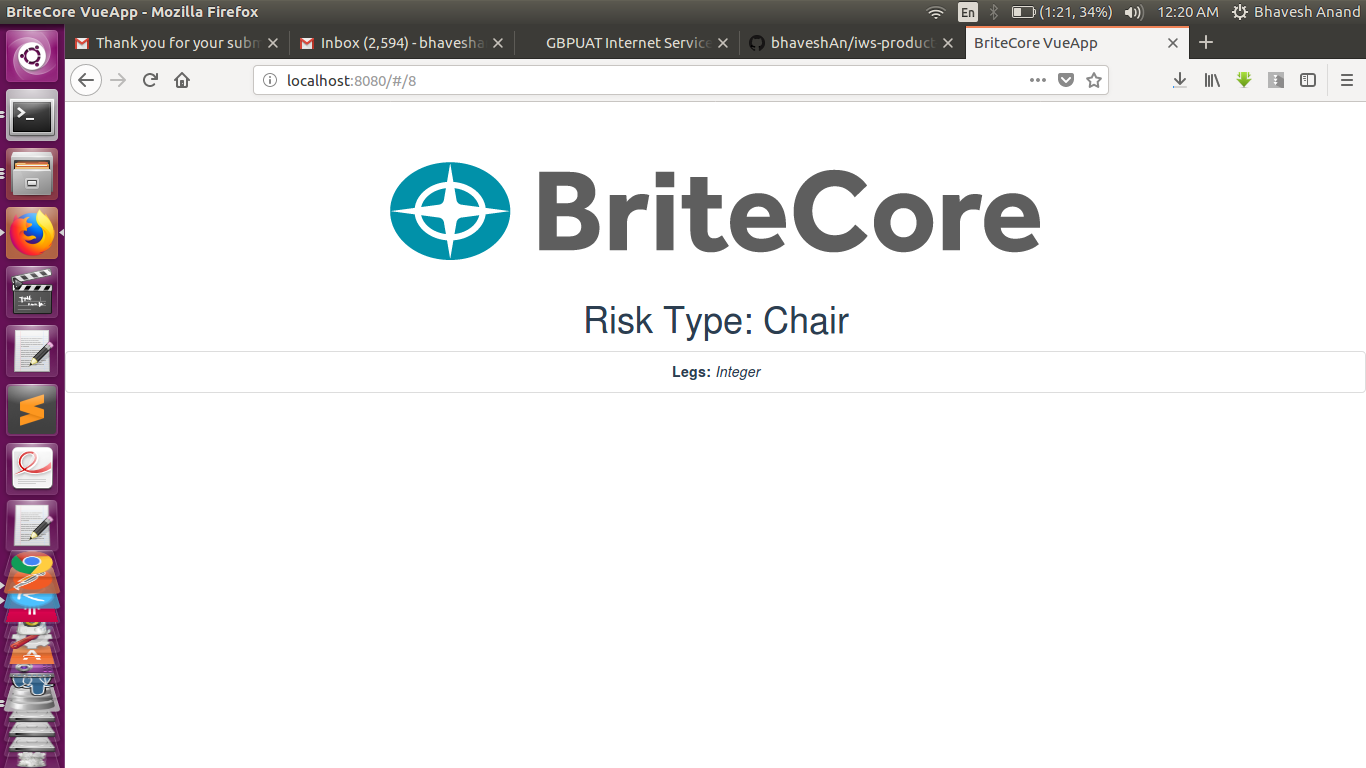 BriteCore VueApp - Mozilla Firefox
En
(1:21, 34%)
12:20 AM
Bhavesh Anand
Thank you for your subm
Inbox (2,594) - bhavesha
GBPUAT Internet Service
bhaveshAn/iws-product
BriteCore VueApp
localhost:8080/#/8
BriteCore
Risk Type: Chair
Legs: Integer